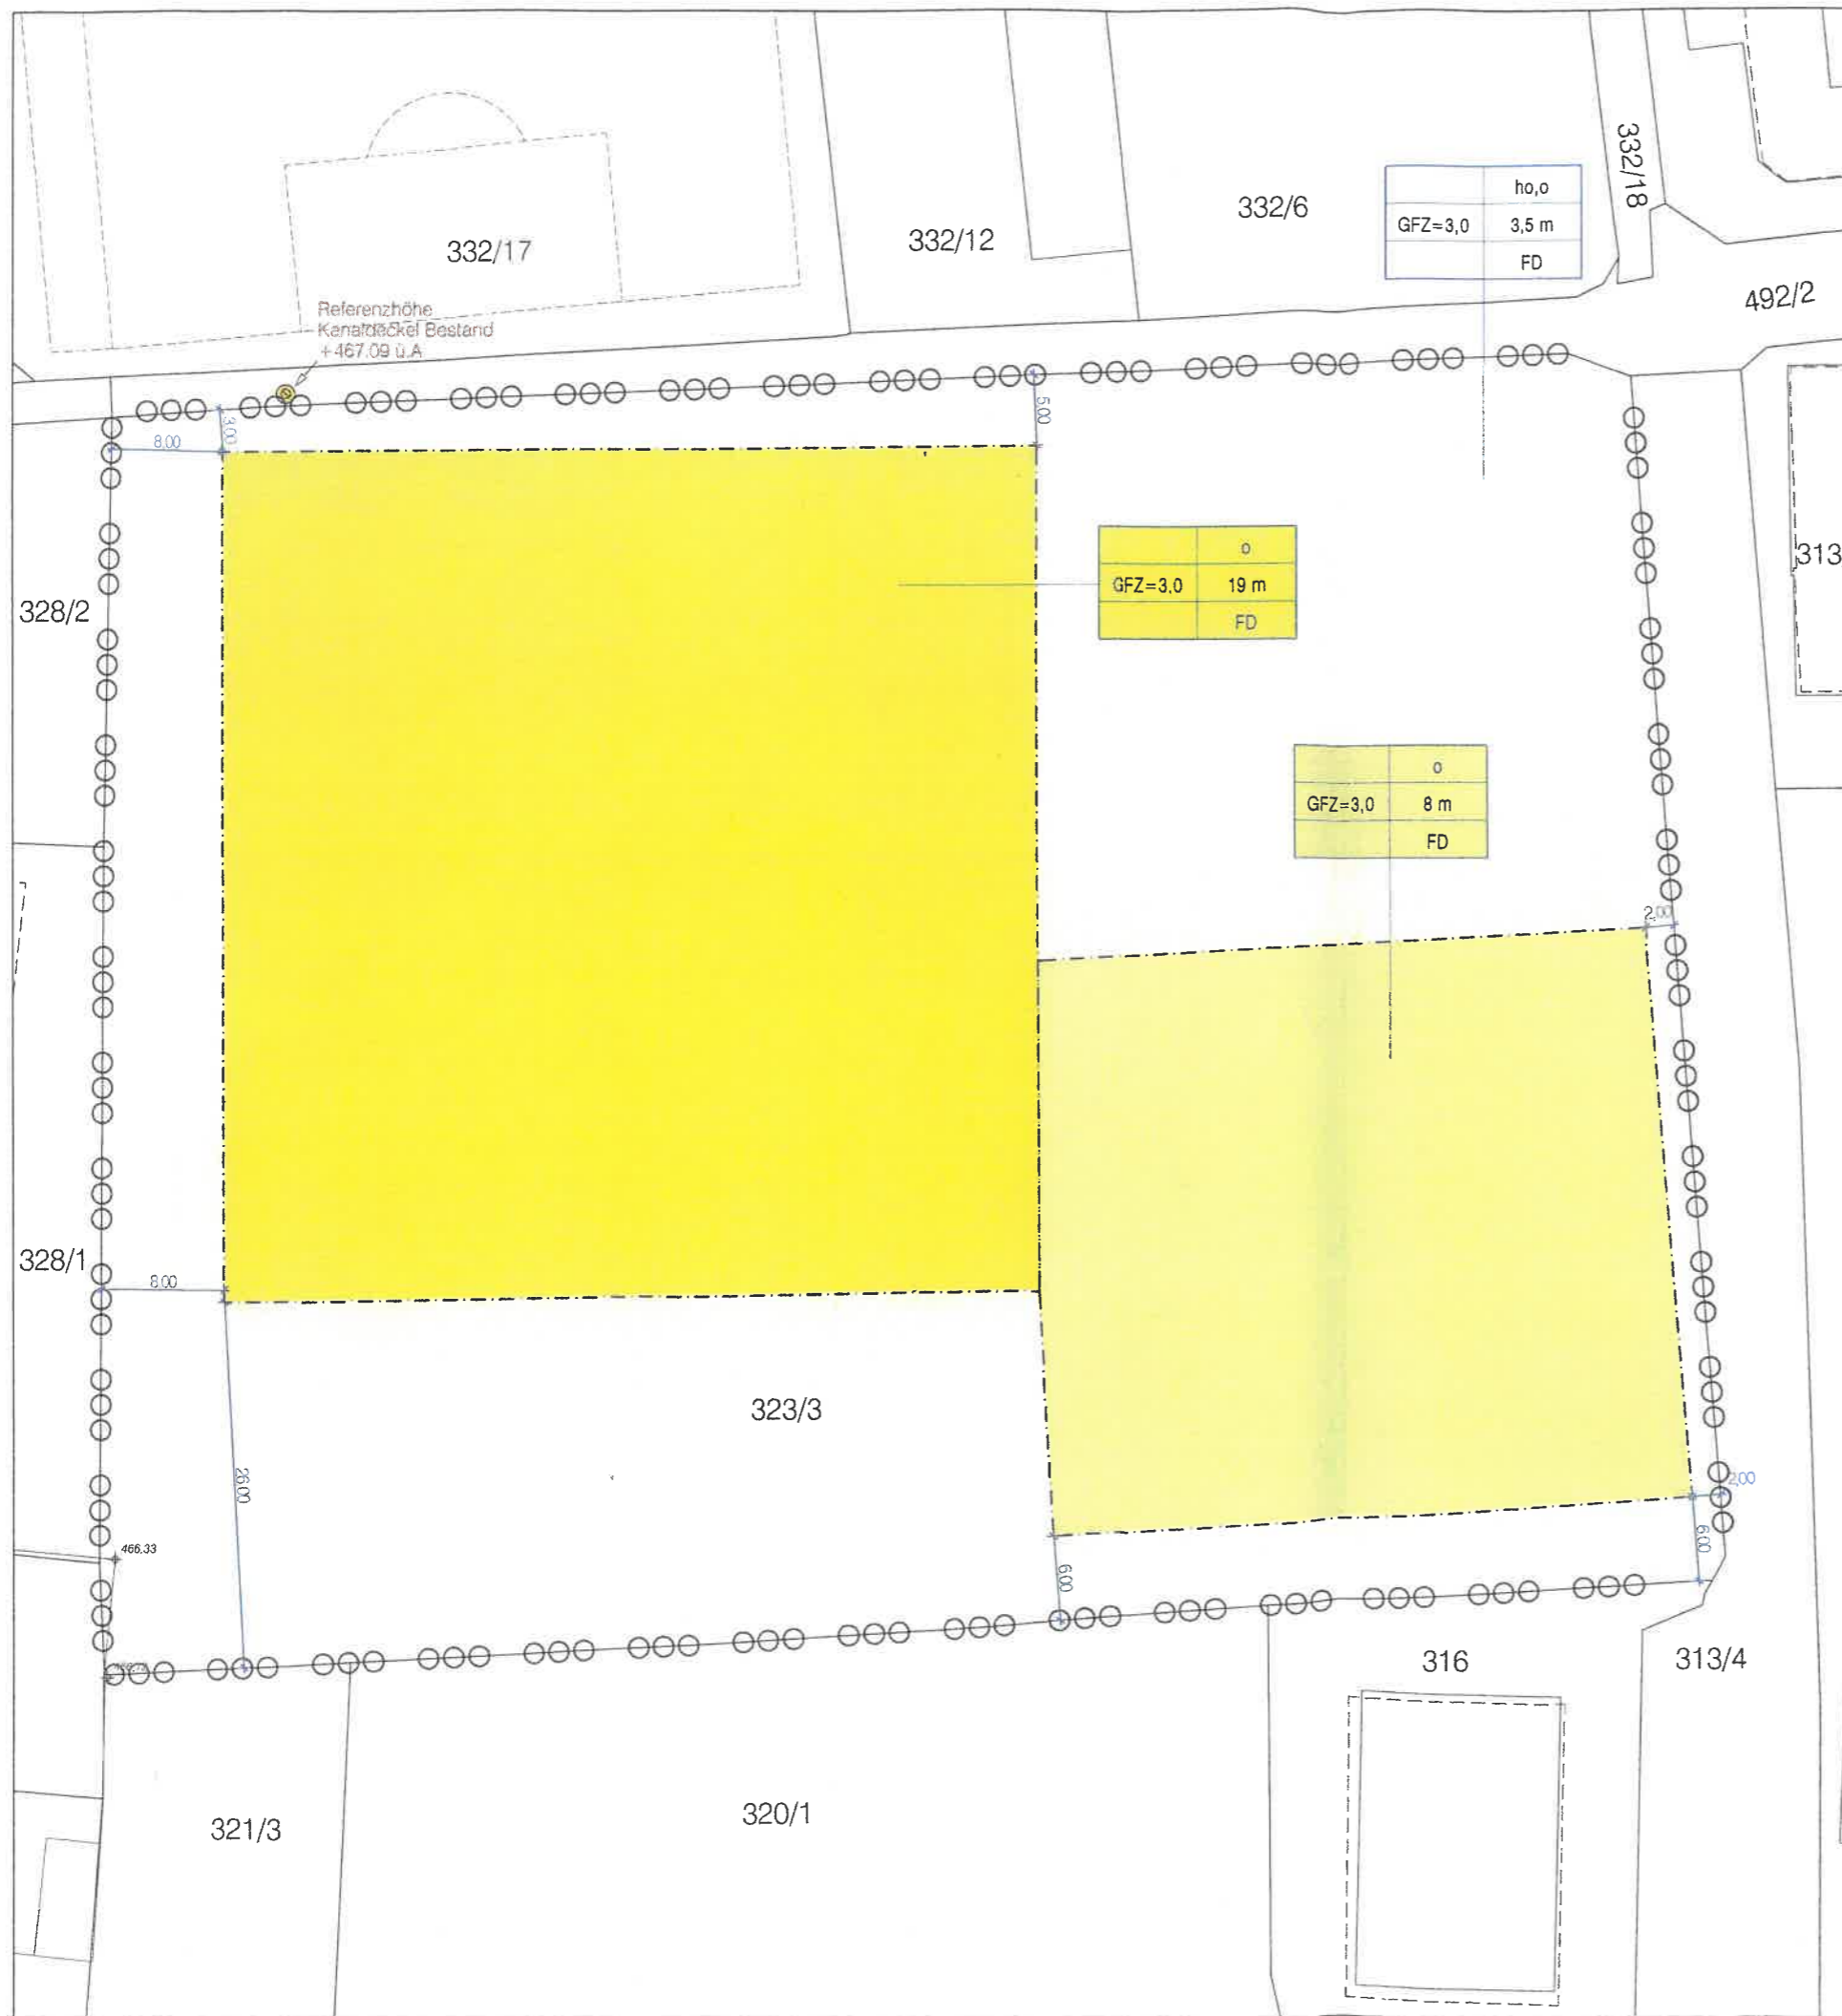 332/18
ho,o
332/6
GFZ=3,0 3,5 m
332/12
332/17
FD
492/2
Referenzhöhe
Kanaldeckel Bestand
+467.09 ü.A
5.00
3.00
8.00
o
313
GFZ=3,0 19 m
328/2
FD
o
GFZ=3,0 8 m
FD
2,00
328/1
8.00
323/3
26.00
2,00
6.00
466,33
6.00
316
313/4
320/1
321/3